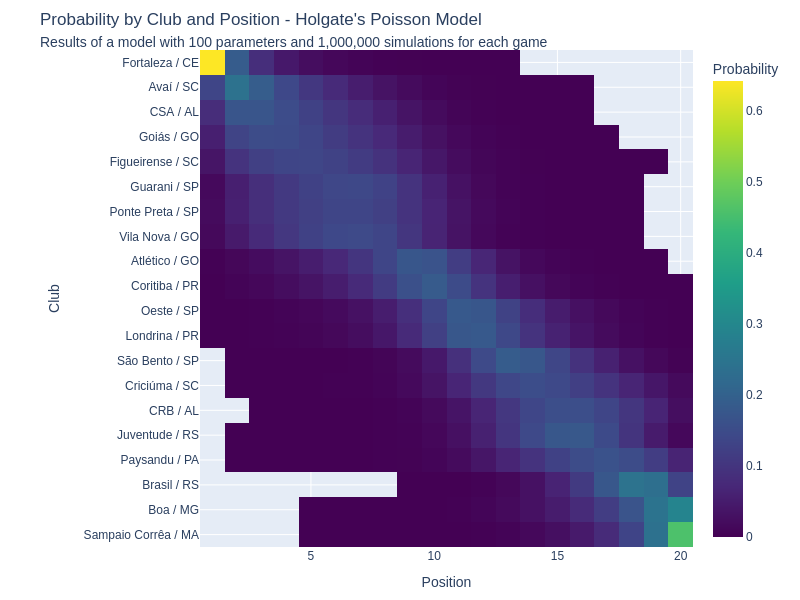 Probability by Club and Position - Holgate's Poisson Model
Results of a model with 100 parameters and 1,000,000 simulations for each game
Probability
Fortaleza / CE
Avaí / SC
CSA / AL
Goiás / GO
Figueirense / SC
Guarani / SP
Ponte Preta / SP
Vila Nova / GO
Atlético / GO
Coritiba / PR
Oeste / SP
Londrina / PR
São Bento / SP
Criciúma / SC
CRB / AL
Juventude / RS
Paysandu / PA
Brasil / RS
Boa / MG
Sampaio Corrêa / MA
Club
0.6
0.5
0.4
0.3
0.2
0.1
0
5
10
15
20
Position